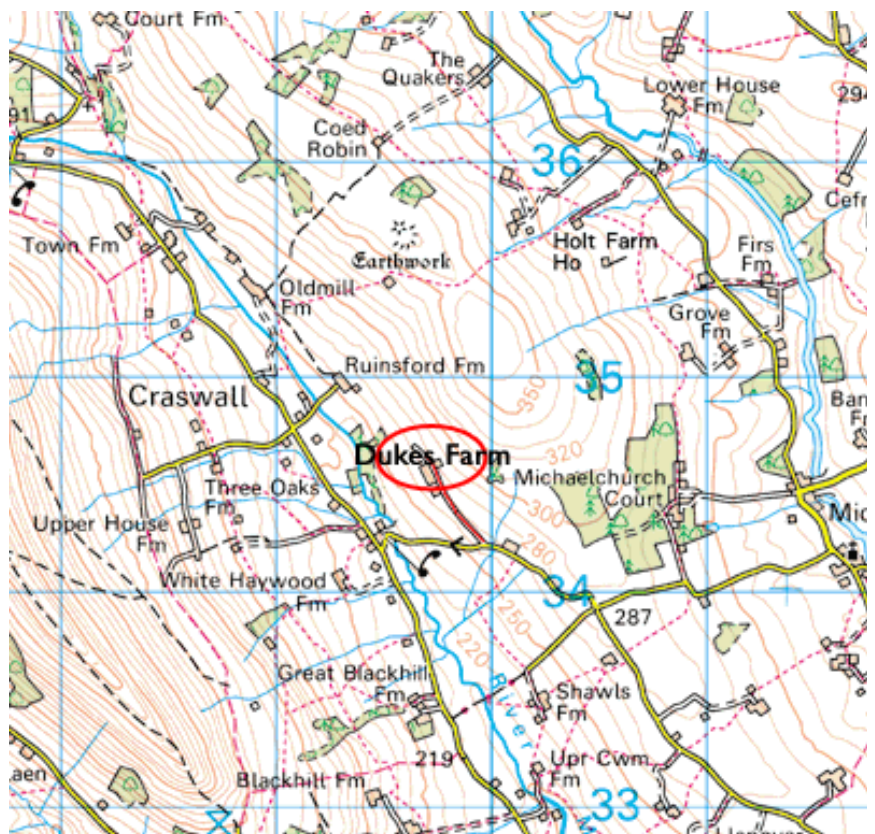 Court Fm
The
Quakers
Lower House
Fm
294
91
Coed
Robin
36
Cefn
Town Fm
Earthwork
Holt Farm
Ho
Firs
Fm
Oldmill
Fm
Grove
Fm
Ruinsford Fm
350
35
Craswall
Ban
Fm
Dukes Farm
320
Three Oaks
Fm
Michaelchurch
Court
300
Upper House
Fm
Mic
280
White Haywood
Fm
34
287
250
220
Great Blackhill
Fm
River
Shawls
Fm
219
Upr Cwm
Fm
aen
Blackhill Fm
33